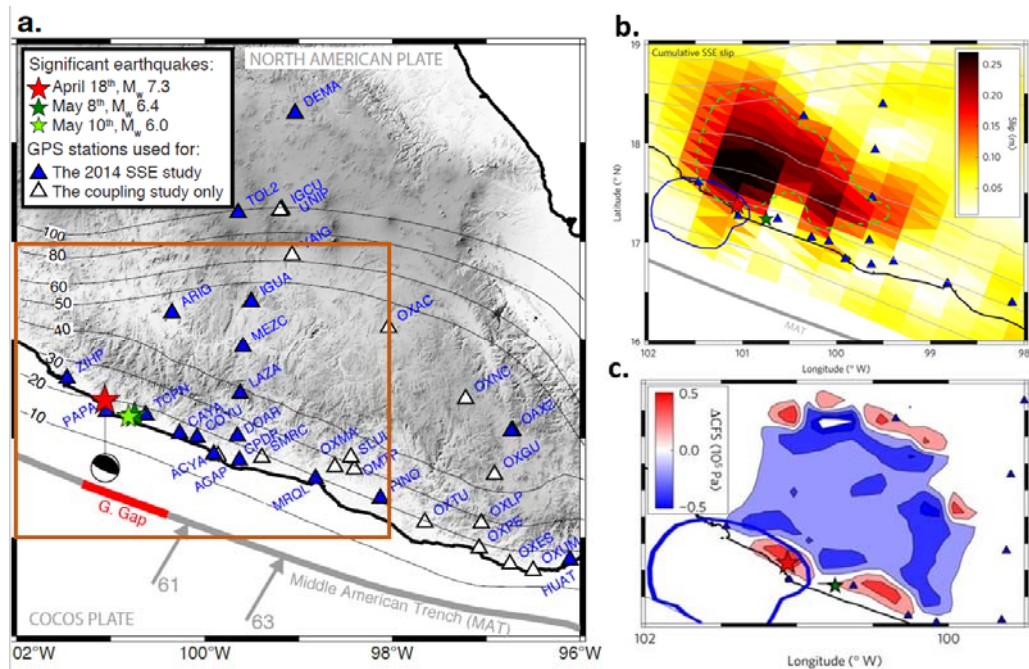 a.
NORTH AMERICAN PLATE
Significant earthquakes:
April 18th, Mw 7.3
May 8th, Mw 6.4
May 10th, Mw 6.0
GPS stations used for:
The 2014 SSE study
The coupling study only
DEMA
TOL2
IGCU
UNIP
YAIG
100
80
60
50
40
30
20
10
ARIG
IGUA
OXAC
MEZC
ZIHP
LAZA
OXNC
PAPA
TCPN
CAYA
COYU
DOAR
GPDR
SMRC
OXMA
SLUI
OAX2
ACYA
AGAP
OMTP
OXGU
MRQL
PINO
G. Gap
OXTU
OXLP
OXPE
OXES
OXUM
HUAT
61
63
Middle American Trench (MAT)
COCOS PLATE
102°W
100°W
98°W
96°W
b.
Cumulative SSE slip
19
18
17
16
Latitude (° N)
0.25
0.20
0.15
0.10
0.05
Slip (m)
MAT
102
101
100
99
98
Longitude (° W)
c.
0.5
0.0
−0.5
ΔCFS (10⁵ Pa)
102
100
Longitude (° W)